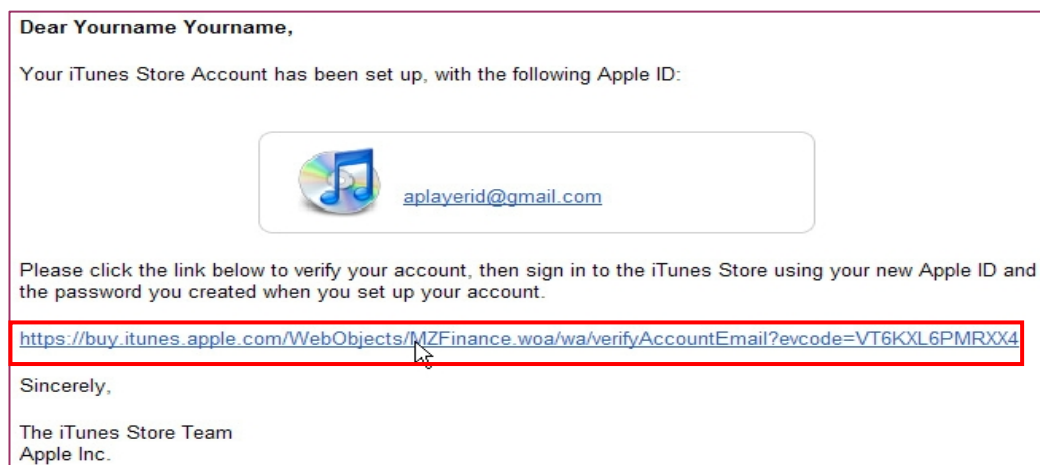 Dear Yourname Yourname,
Your iTunes Store Account has been set up, with the following Apple ID:
aplayerid@gmail.com
Please click the link below to verify your account, then sign in to the iTunes Store using your new Apple ID and
the password you created when you set up your account.
https://buy.itunes.apple.com/WebObjects/MZFinance.woa/wa/verifyAccountEmail?evcode=VT6KXL6PMRXX4
Sincerely,
The iTunes Store Team
Apple Inc.